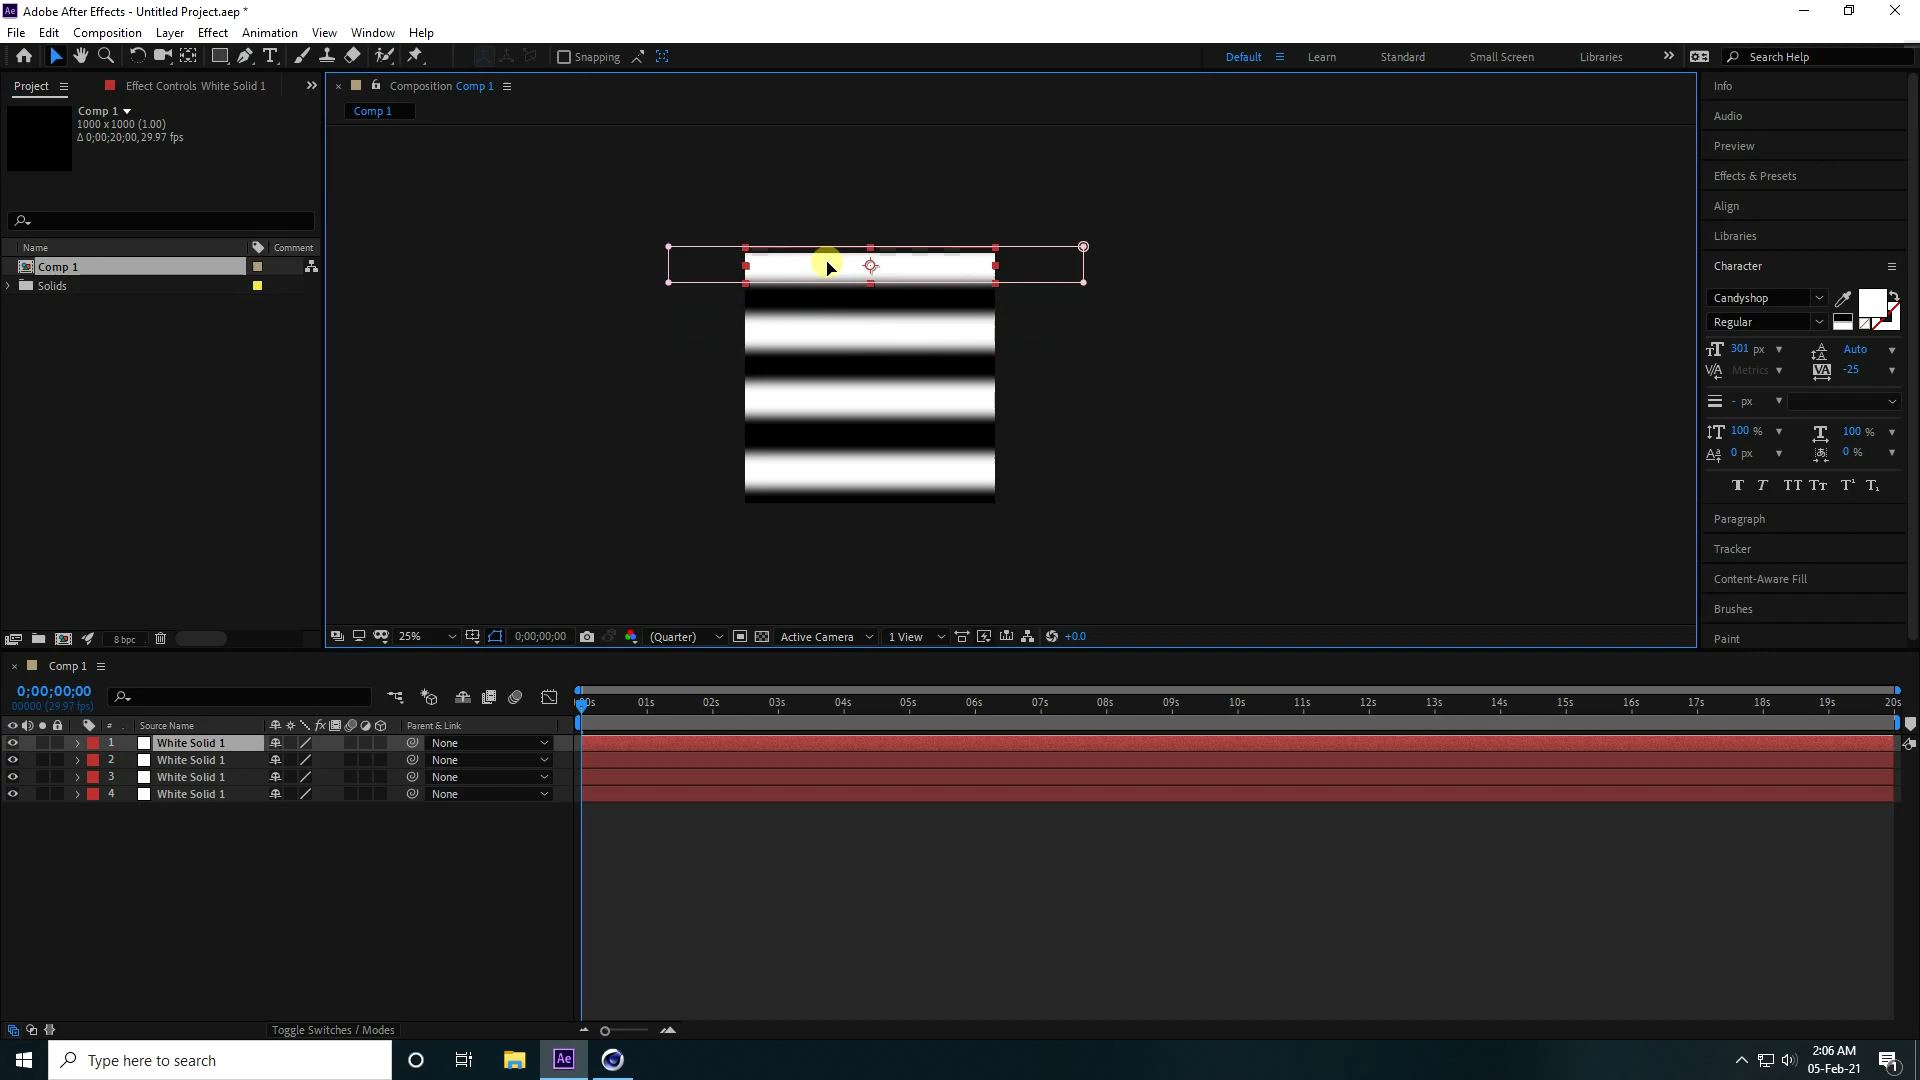 Adobe After Effects - Untitled Project.aep *
File Edit Composition Layer Effect Animation View Window Help
Snapping
Default Learn Standard Small Screen Libraries Search Help
Project Effect Controls White Solid 1
Composition Comp 1
Comp 1
Comp 1
1000 x 1000 (1.00)
Δ 0;00;20;00, 29.97 fps
Name Comment
Comp 1
Solids
8 bpc
25% 0;00;00;00 (Quarter) Active Camera 1 View +0.0
Info
Audio
Preview
Effects & Presets
Align
Libraries
Character
Candyshop
Regular
301 px Auto
Metrics -25
- px
100 % 100 %
0 px 0 %
T T TT Tt T¹ T₁
Paragraph
Tracker
Content-Aware Fill
Brushes
Paint
Comp 1
0;00;00;00
00000 (29.97 fps)
# Source Name Parent & Link
1 White Solid 1 None
2 White Solid 1 None
3 White Solid 1 None
4 White Solid 1 None
01s 02s 03s 04s 05s 06s 07s 08s 09s 10s 11s 12s 13s 14s 15s 16s 17s 18s 19s 20s
Toggle Switches / Modes
Type here to search
Ae
2:06 AM
05-Feb-21
1